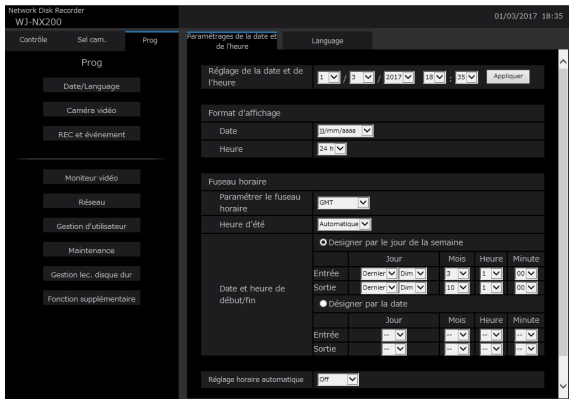 Network Disk Recorder
WJ-NX200
01/03/2017 18:35
Contrôle Sel cam. Prog
Paramétrages de la date et de l'heure
Language
Prog
Date/Language
Caméra vidéo
REC et événement
Moniteur vidéo
Réseau
Gestion d'utilisateur
Maintenance
Gestion lec. disque dur
Fonction supplémentaire
Réglage de la date et de l'heure
1 / 3 / 2017 18 : 35 Appliquer
Format d'affichage
Date jj/mm/aaaa
Heure 24 h
Fuseau horaire
Paramétrer le fuseau horaire
GMT
Heure d'été Automatique
Date et heure de début/fin
Designer par le jour de la semaine
Jour Mois Heure Minute
Entrée Dernier Dim 3 1 00
Sortie Dernier Dim 10 1 00
Désigner par la date
Jour Mois Heure Minute
Entrée -- -- -- --
Sortie -- -- -- --
Réglage horaire automatique Off